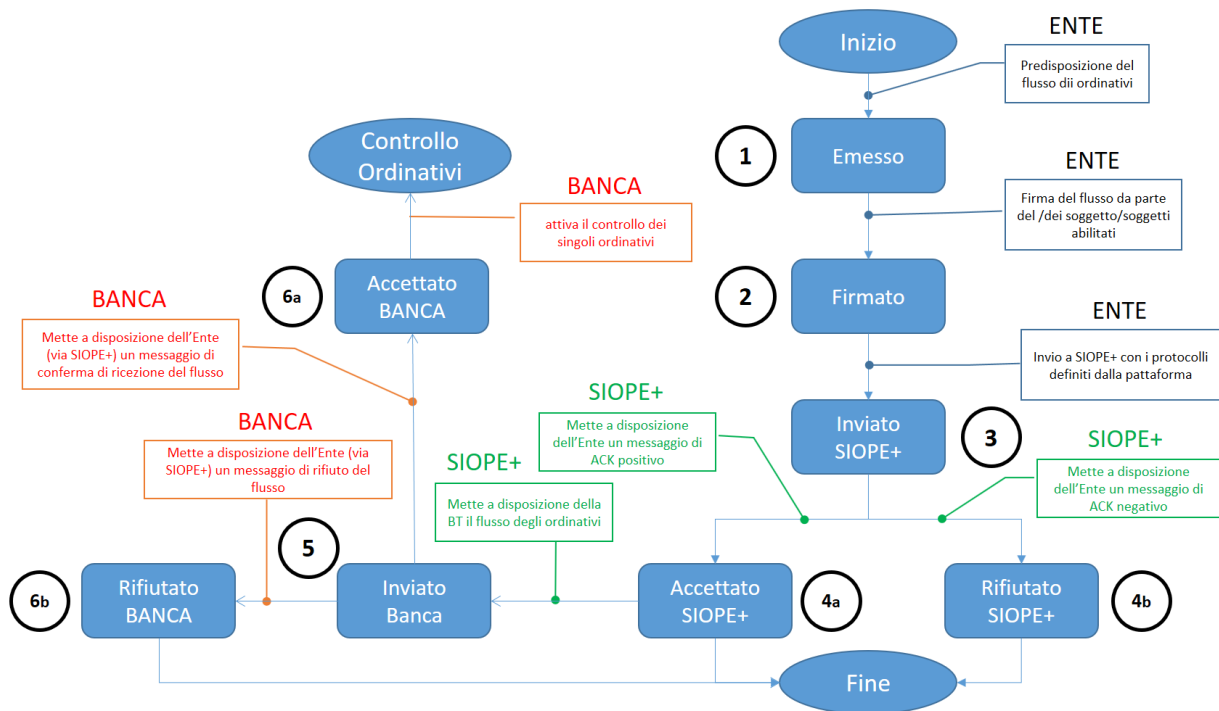 Inizio
ENTE
Predisposizione del
flusso dii ordinativi
1
Emesso
ENTE
Firma del flusso da parte
del /dei soggetto/soggetti
abilitati
2
Firmato
ENTE
Invio a SIOPE+ con i protocolli
definiti dalla pattaforma
Inviato
SIOPE+
3
SIOPE+
Mette a disposizione
dell'Ente un messaggio di
ACK positivo
SIOPE+
Mette a disposizione
dell'Ente un messaggio di
ACK negativo
Accettato
SIOPE+
4a
Rifiutato
SIOPE+
4b
SIOPE+
Mette a disposizione della
BT il flusso degli ordinativi
5
Inviato
Banca
BANCA
Mette a disposizione dell'Ente (via
SIOPE+) un messaggio di rifiuto del
flusso
6b
Rifiutato
BANCA
BANCA
Mette a disposizione dell'Ente
(via SIOPE+) un messaggio di
conferma di ricezione del flusso
6a
Accettato
BANCA
BANCA
attiva il controllo dei
singoli ordinativi
Controllo
Ordinativi
Fine